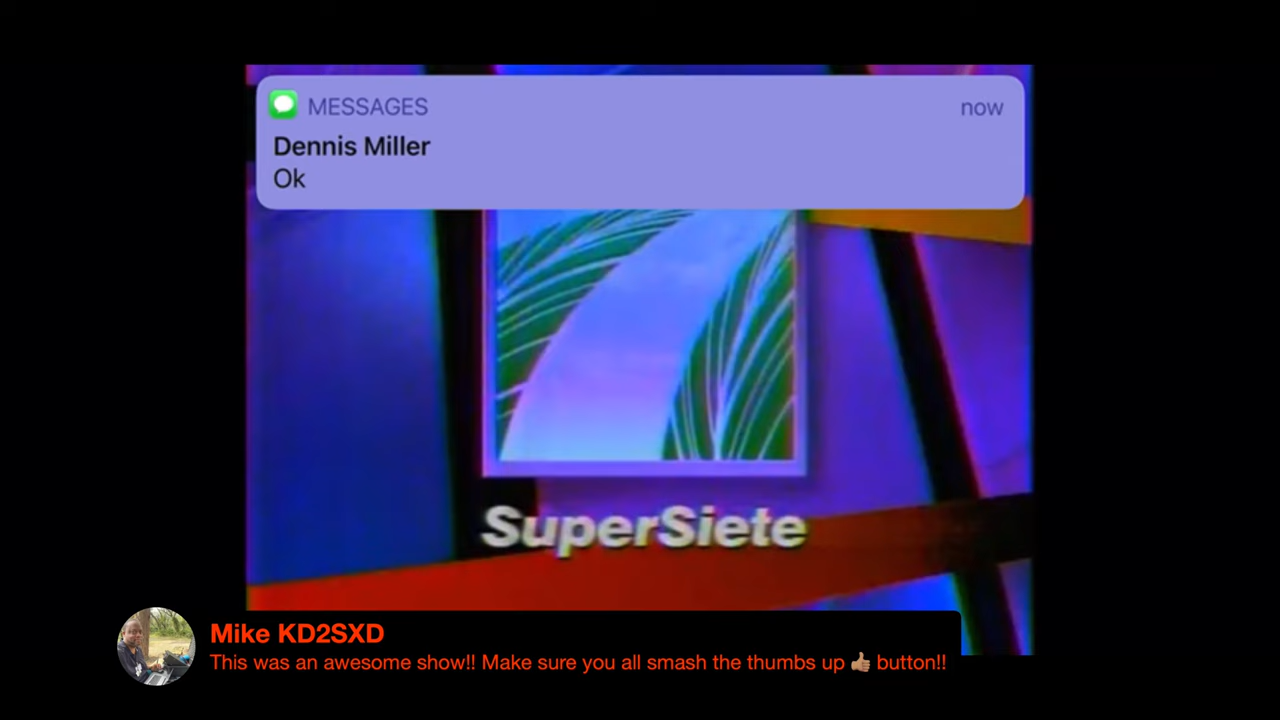 MESSAGES now
Dennis Miller
Ok
SuperSiete
Mike KD2SXD
This was an awesome show!! Make sure you all smash the thumbs up 👍🏽 button!!